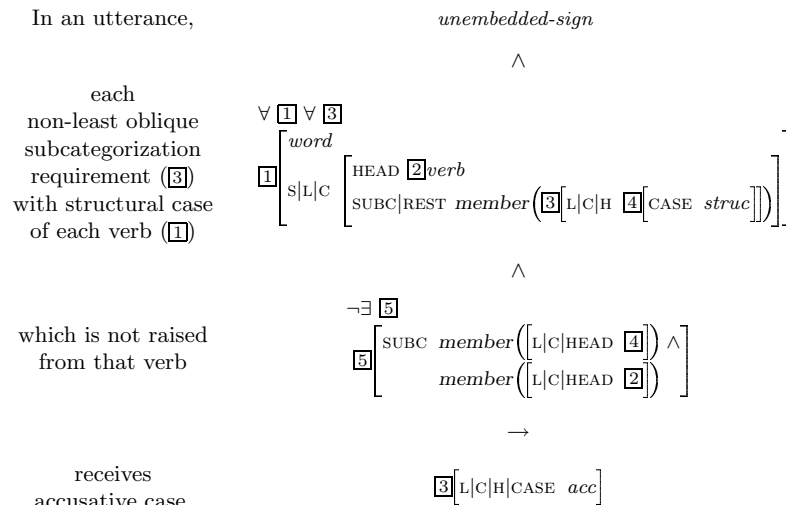 In an utterance, unembedded-sign
∧
each
non-least oblique
subcategorization
requirement (3)
with structural case
of each verb (1)
∀ 1 ∀ 3
1 [word
S|L|C [HEAD 2 verb
SUBC|REST member(3[L|C|H 4[CASE struc]])]]
∧
which is not raised
from that verb
¬∃ 5
5 [SUBC member([L|C|HEAD 4]) ∧
member([L|C|HEAD 2])]
→
receives
accusative case
3[L|C|H|CASE acc]